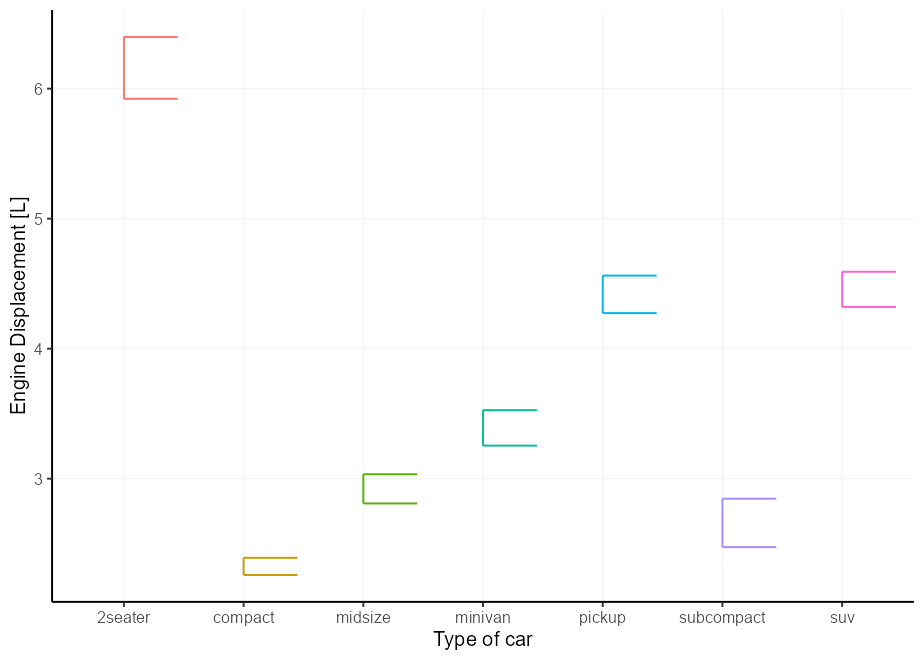 Engine Displacement [L]
6
5
4
3
2seater compact midsize minivan pickup subcompact suv
Type of car